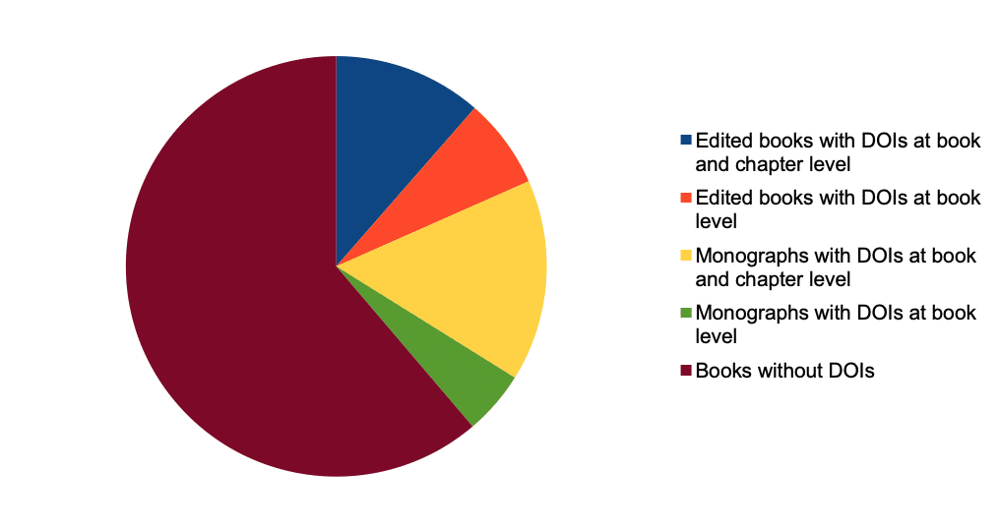 Edited books with DOIs at book
and chapter level
Edited books with DOIs at book
level
Monographs with DOIs at book
and chapter level
Monographs with DOIs at book
level
Books without DOIs